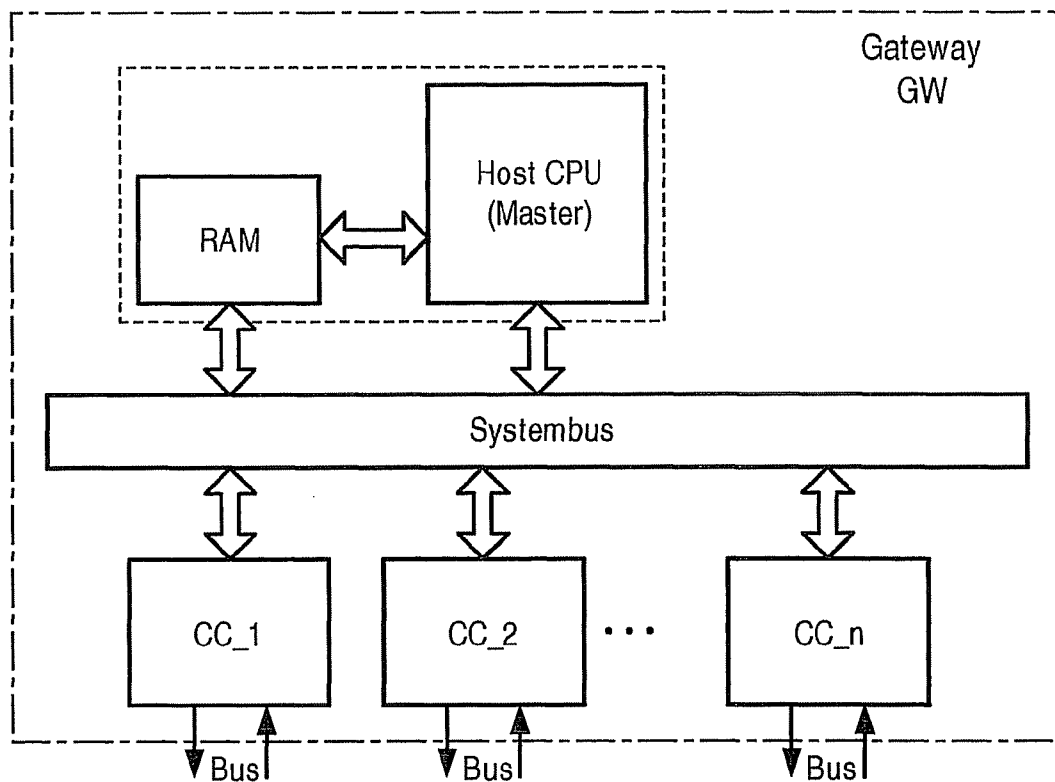 Gateway
GW
Host CPU
(Master)
RAM
Systembus
CC_1
CC_2
...
CC_n
Bus
Bus
Bus